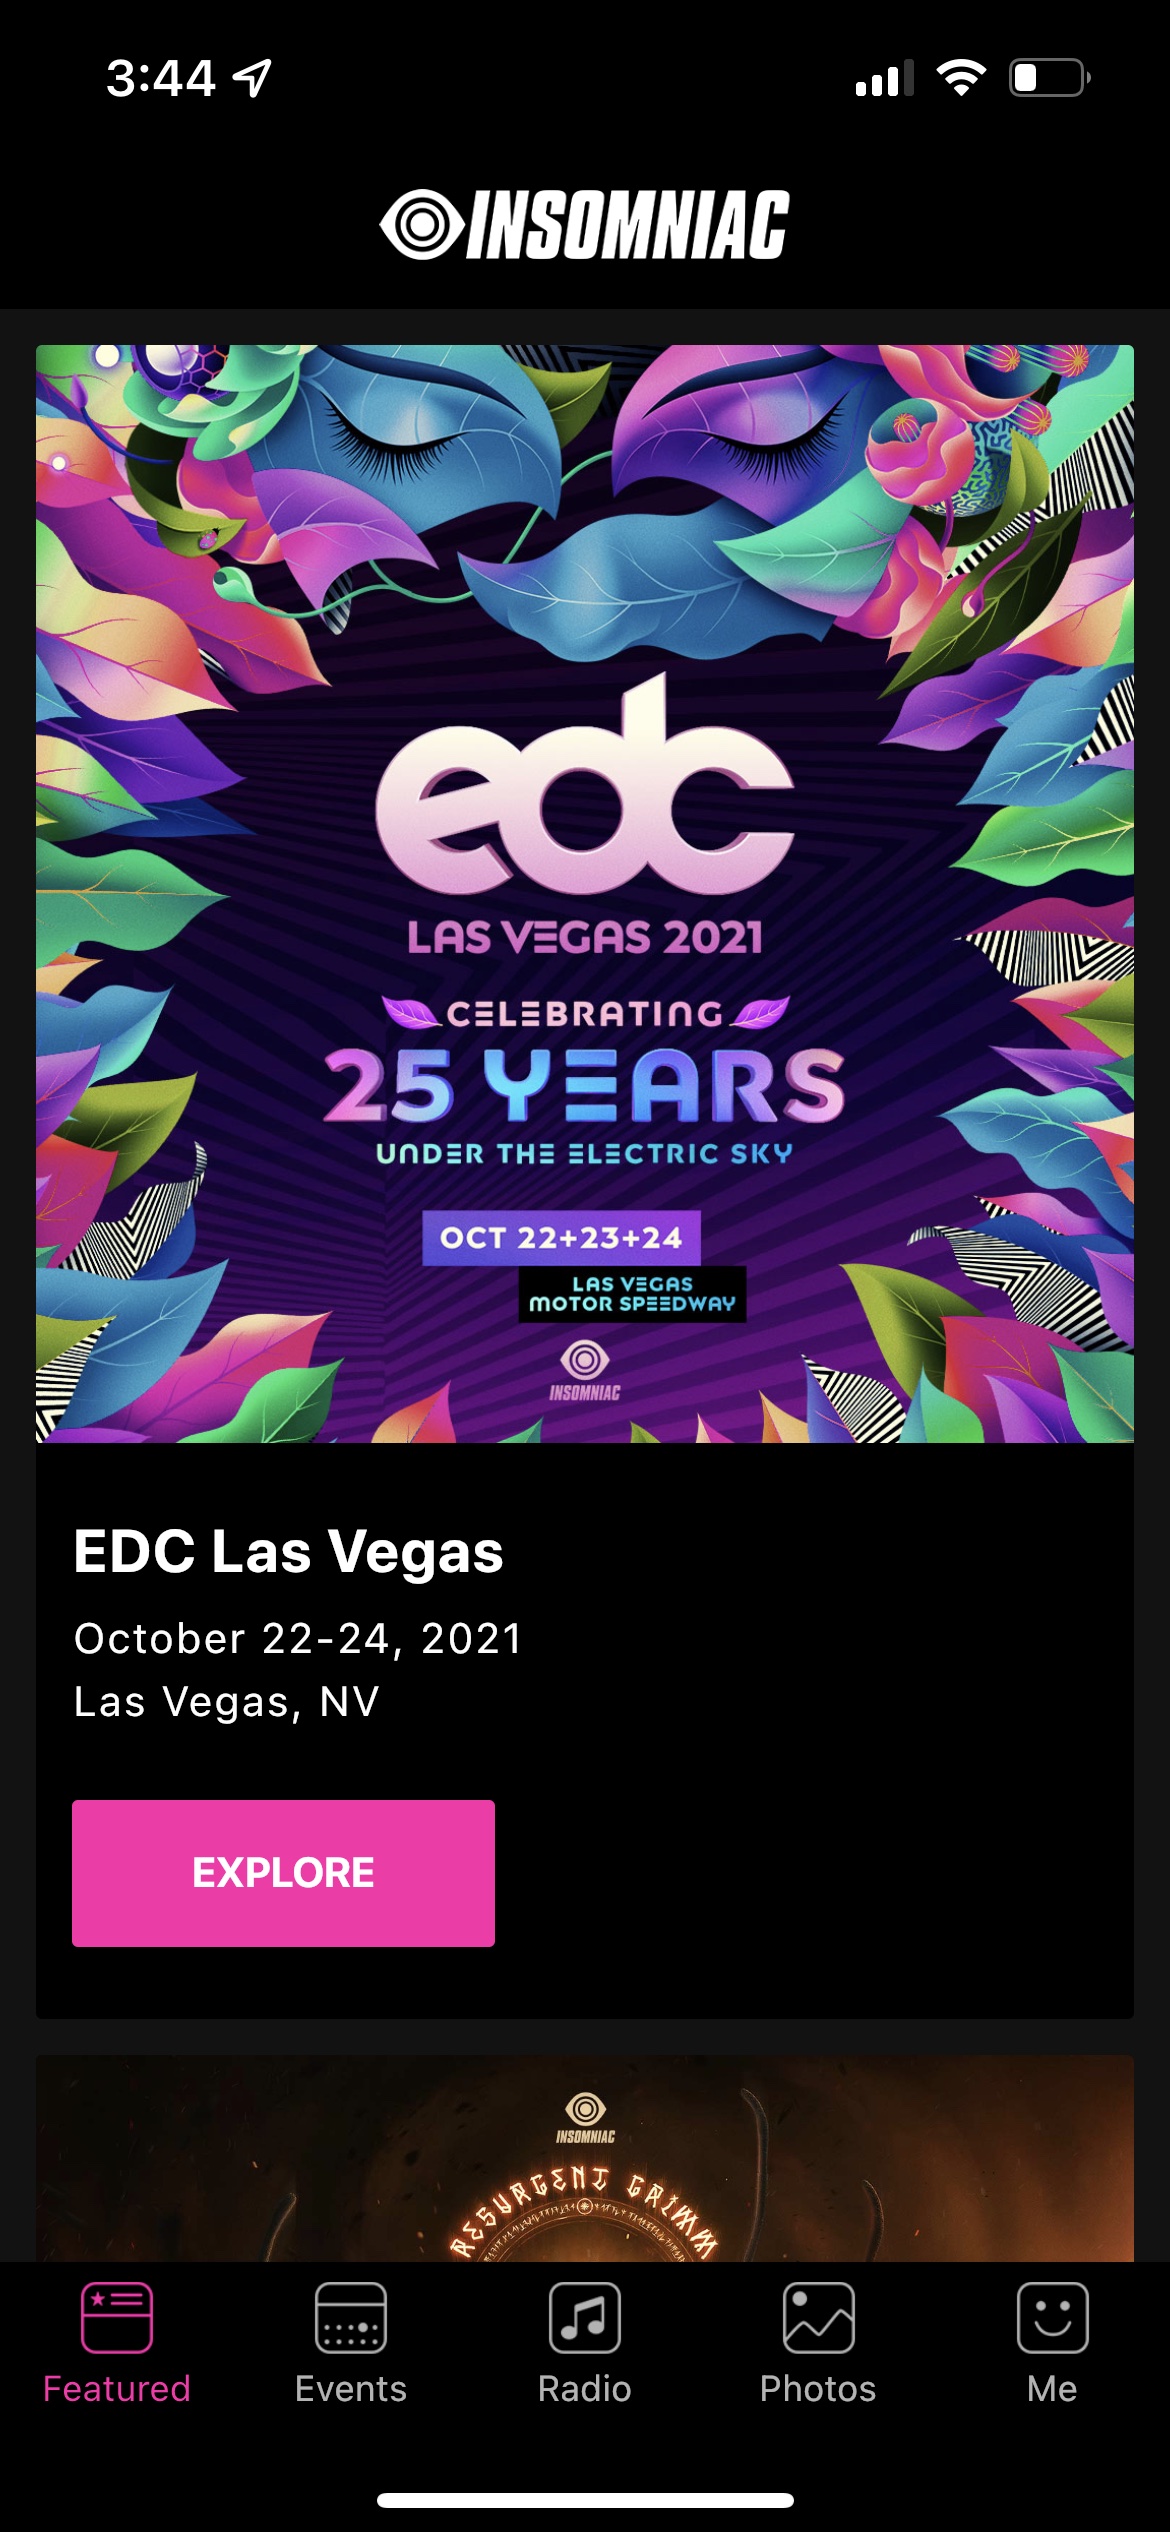 3:44
INSOMNIAC
edc
LAS VEGAS 2021
CELEBRATING
25 YEARS
UNDER THE ELECTRIC SKY
OCT 22+23+24
LAS VEGAS
MOTOR SPEEDWAY
INSOMNIAC
EDC Las Vegas
October 22-24, 2021
Las Vegas, NV
EXPLORE
INSOMNIAC
RESURGENT GRIMM
Featured
Events
Radio
Photos
Me